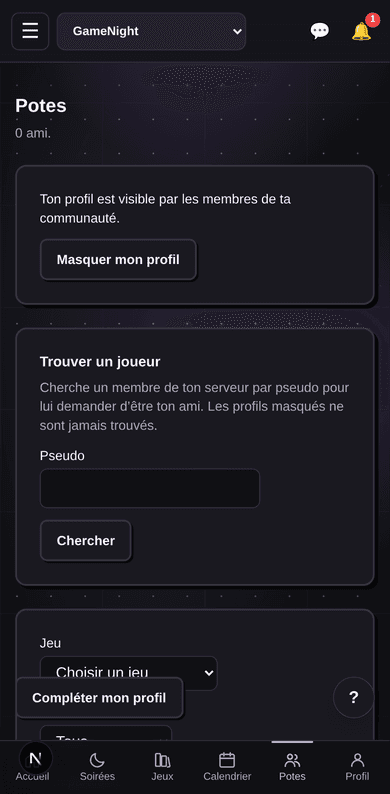 GameNight
1
Potes
0 ami.
Ton profil est visible par les membres de ta
communauté.
Masquer mon profil
Trouver un joueur
Cherche un membre de ton serveur par pseudo pour
lui demander d'être ton ami. Les profils masqués ne
sont jamais trouvés.
Pseudo
Chercher
Jeu
Choisir un jeu
Compléter mon profil
?
Tous
N
Accueil
Soirées
Jeux
Calendrier
Potes
Profil